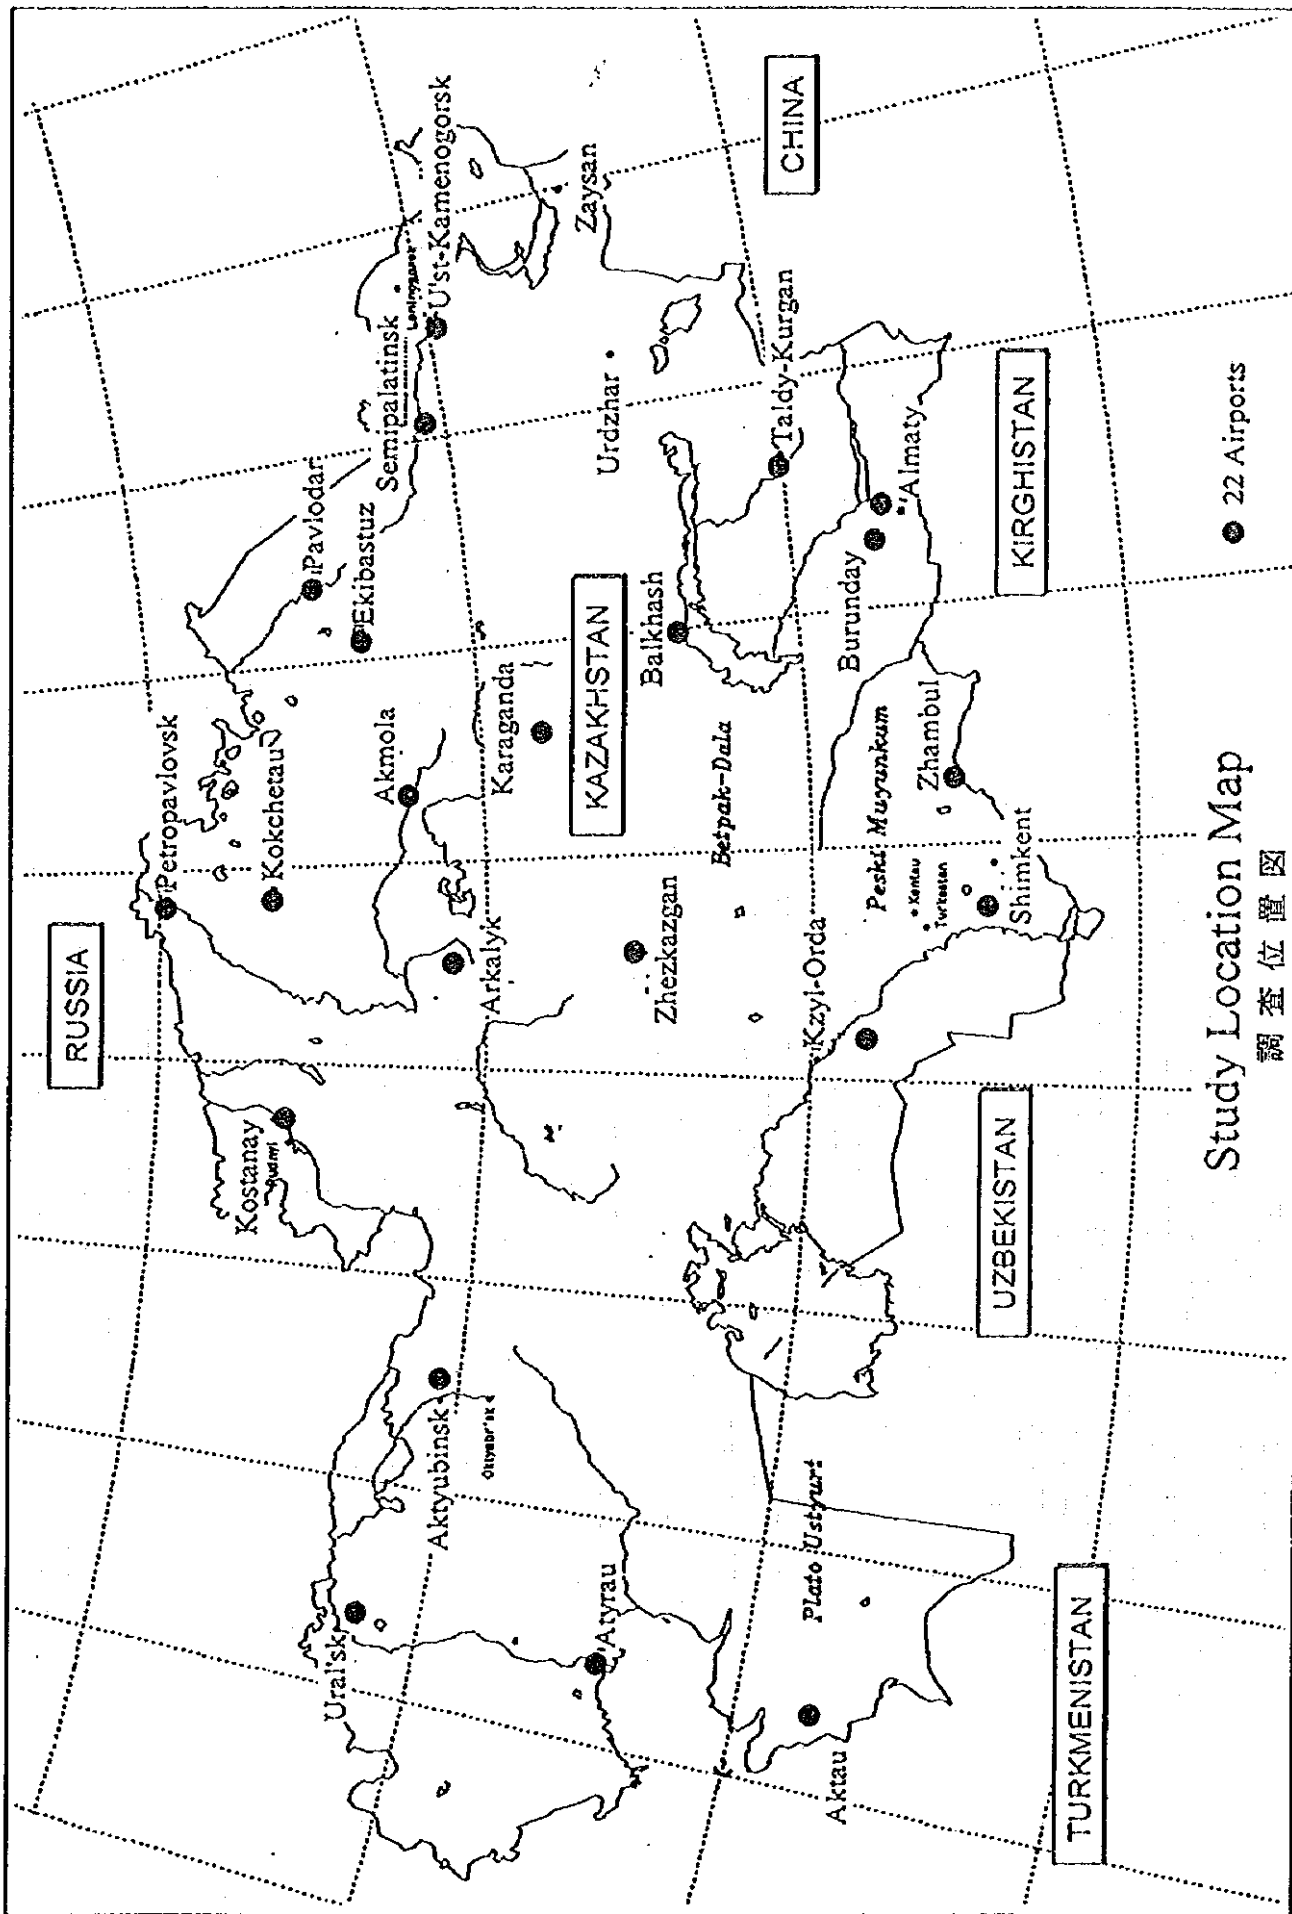 RUSSIA
Petropavlovsk
Kokchetau
Pavlodar
Ekibastuz
Semipalatinsk
U'st-Kamenogorsk
Zaysan
Kostanay
Akmola
Arkalyk
Karaganda
KAZAKHSTAN
Urdzhar
CHINA
Ural'sk
Aktyubinsk
Atyrau
Zhezkazgan
Betpak-Dala
Balkhash
Taldy-Kurgan
Kzyl-Orda
Peski Muyunkum
Kentau
Turkestan
Zhambul
Shimkent
Burunday
Almaty
KIRGHISTAN
Plato Ustyurt
Aktau
UZBEKISTAN
TURKMENISTAN
22 Airports
Study Location Map
調査位置図